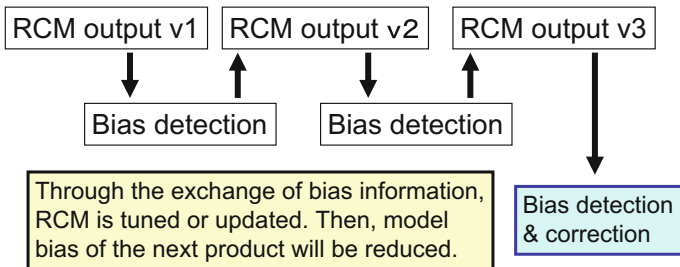 RCM output v1
RCM output v2
RCM output v3
Bias detection
Bias detection
Through the exchange of bias information,
RCM is tuned or updated. Then, model
bias of the next product will be reduced.
Bias detection
& correction